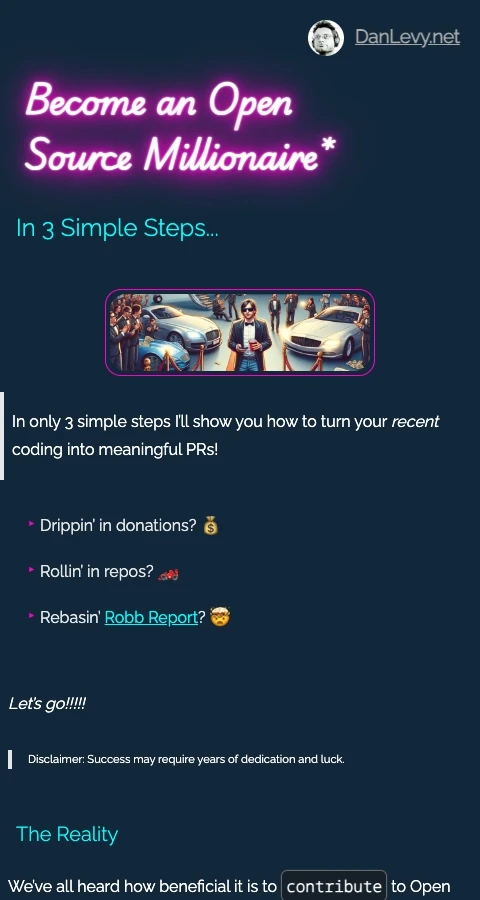 DanLevy.net
Become an Open
Source Millionaire*
In 3 Simple Steps...
In only 3 simple steps I'll show you how to turn your recent
coding into meaningful PRs!
‣ Drippin' in donations? 💰
‣ Rollin' in repos? 🏎️
‣ Rebasin' Robb Report? 🤯
Let's go!!!!!
Disclaimer: Success may require years of dedication and luck.
The Reality
We've all heard how beneficial it is to contribute to Open